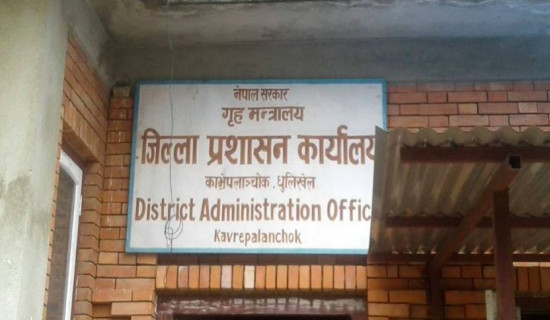 नेपाल सरकार
गृह मन्त्रालय
जिल्ला प्रशासन कार्यालय
काभ्रेपलाञ्चोक, धुलिखेल
District Administration Offic
Kavrepalanchok